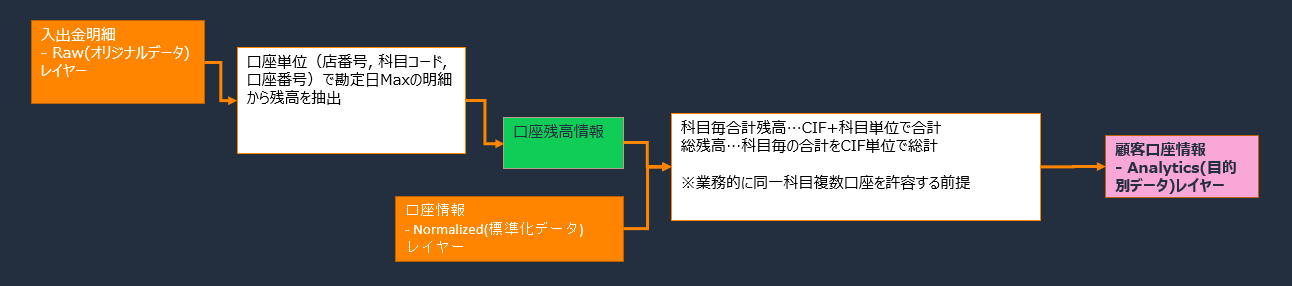 入出金明細
- Raw(オリジナルデータ)
レイヤー
口座単位（店番号, 科目コード,
口座番号）で勘定日Maxの明細
から残高を抽出
口座残高情報
口座情報
- Normalized(標準化データ)
レイヤー
科目毎合計残高…CIF+科目単位で合計
総残高…科目毎の合計をCIF単位で総計
※業務的に同一科目複数口座を許容する前提
顧客口座情報
- Analytics(目的
別データ)レイヤー